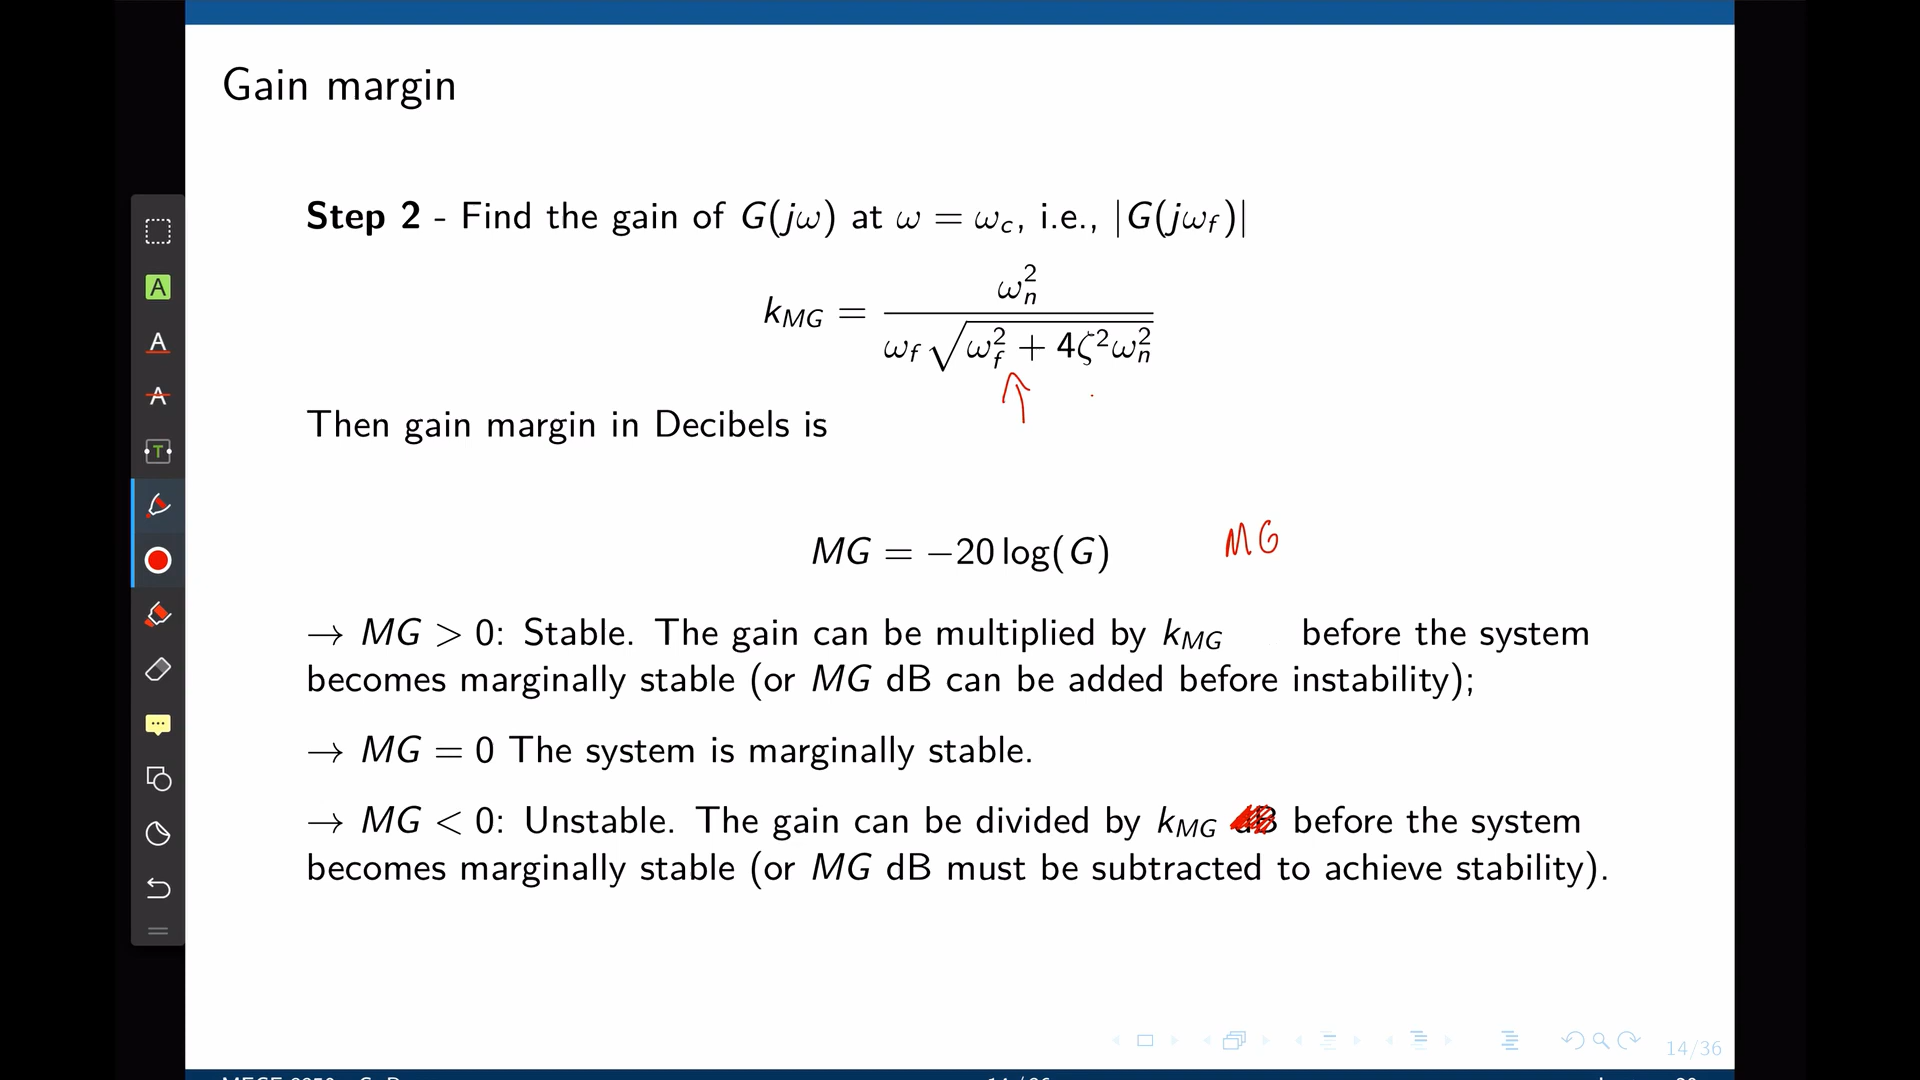 Gain margin
Step 2 - Find the gain of G(jω) at ω = ω_c, i.e., |G(jω_f)|
k_MG = ω_n^2 / (ω_f √(ω_f^2 + 4ζ^2ω_n^2))
Then gain margin in Decibels is
MG = −20 log(G)
MG
→ MG > 0: Stable. The gain can be multiplied by k_MG before the system
becomes marginally stable (or MG dB can be added before instability);
→ MG = 0 The system is marginally stable.
→ MG < 0: Unstable. The gain can be divided by k_MG dB before the system
becomes marginally stable (or MG dB must be subtracted to achieve stability).
14/36